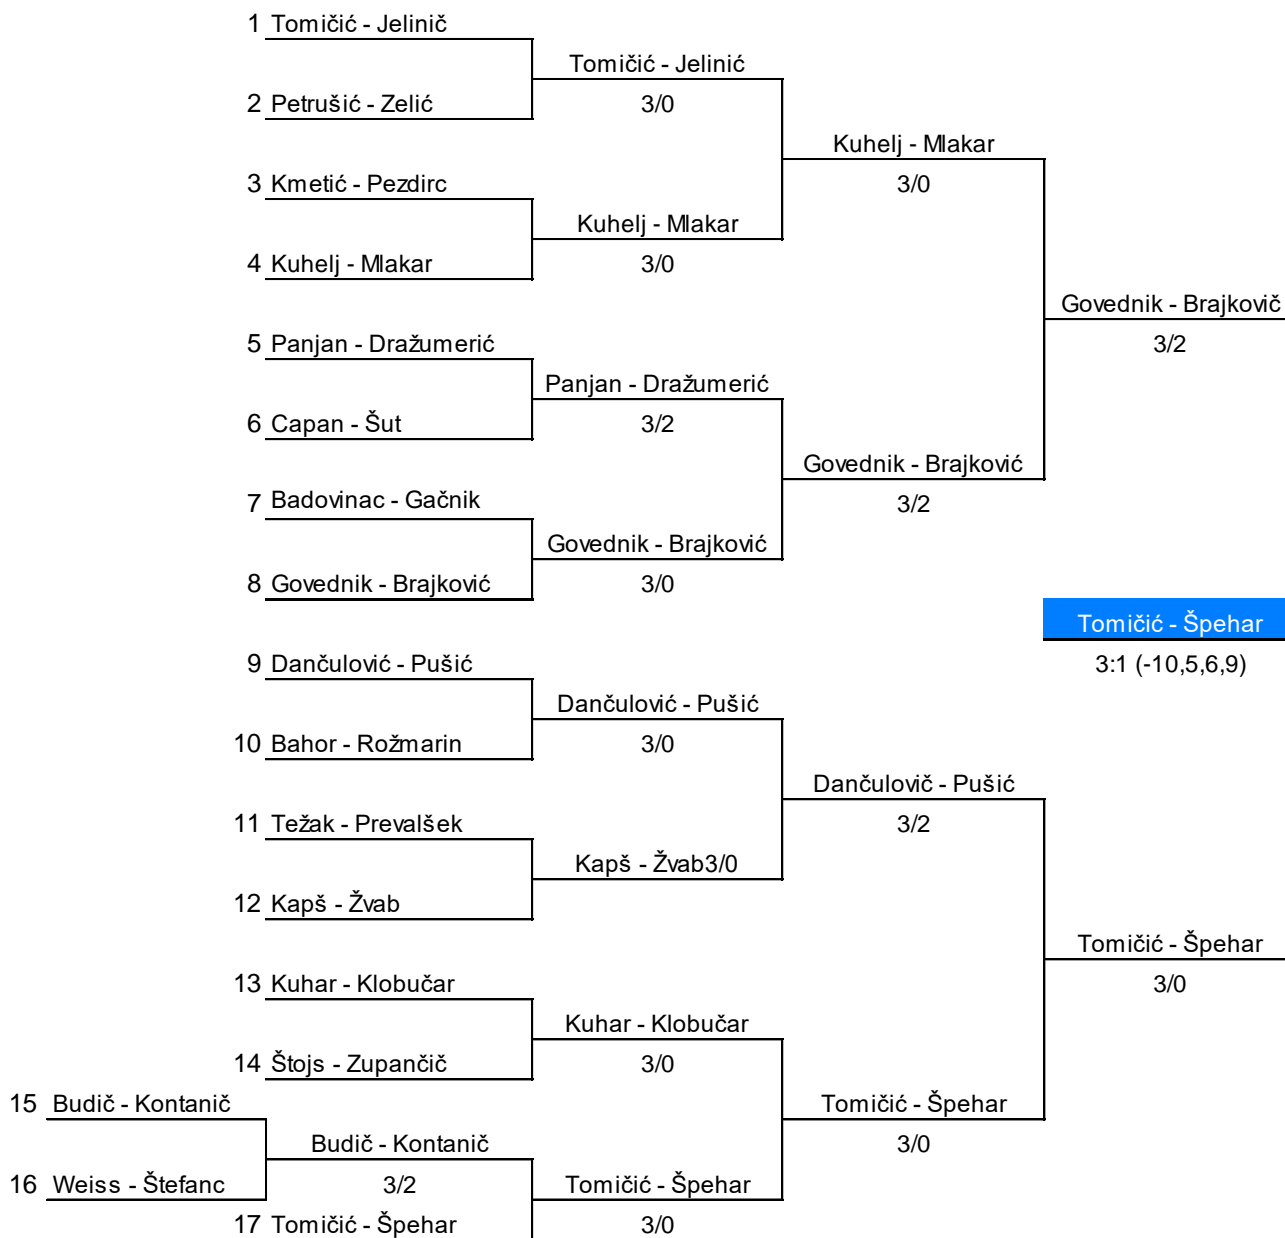 1 Tomičić - Jelinič
Tomičić - Jelinić
2 Petrušić - Zelić
3/0
Kuhelj - Mlakar
3 Kmetić - Pezdirc
3/0
Kuhelj - Mlakar
4 Kuhelj - Mlakar
3/0
Govednik - Brajkovič
5 Panjan - Dražumerić
3/2
Panjan - Dražumerić
6 Capan - Šut
3/2
Govednik - Brajković
7 Badovinac - Gačnik
3/2
Govednik - Brajković
8 Govednik - Brajković
3/0
Tomičić - Špehar
9 Dančulović - Pušić
3:1 (-10,5,6,9)
Dančulović - Pušić
10 Bahor - Rožmarin
3/0
Dančulovič - Pušić
11 Težak - Prevalšek
3/2
Kapš - Žvab3/0
12 Kapš - Žvab
Tomičić - Špehar
13 Kuhar - Klobučar
3/0
Kuhar - Klobučar
14 Štojs - Zupančič
3/0
15 Budič - Kontanič
Tomičić - Špehar
Budič - Kontanič
3/0
16 Weiss - Štefanc
3/2
Tomičić - Špehar
17 Tomičić - Špehar
3/0